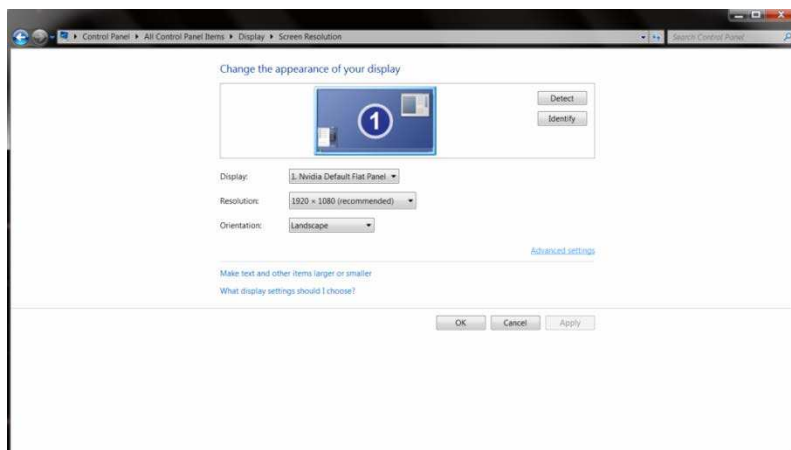 Control Panel ▸ All Control Panel Items ▸ Display ▸ Screen Resolution
Search Control Panel
Change the appearance of your display
1
Detect
Identify
Display: 1. Nvidia Default Flat Panel
Resolution: 1920 × 1080 (recommended)
Orientation: Landscape
Advanced settings
Make text and other items larger or smaller
What display settings should I choose?
OK Cancel Apply